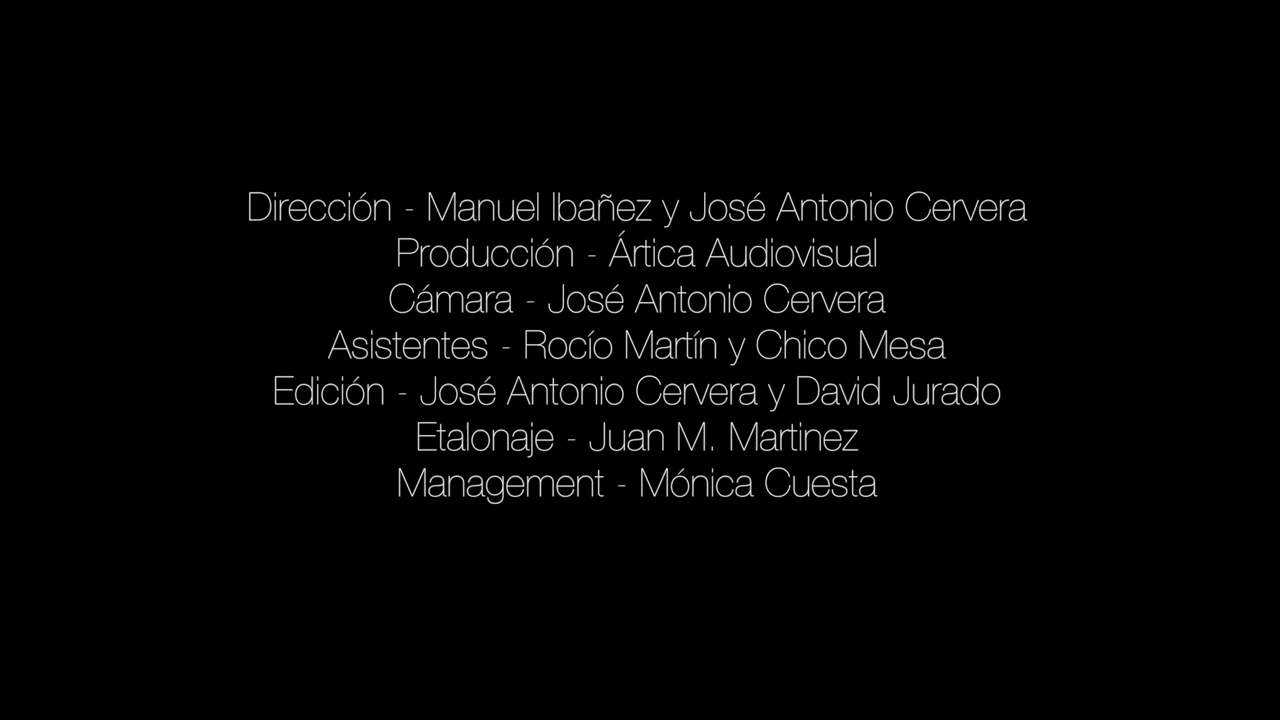 Dirección - Manuel Ibañez y José Antonio Cervera
Producción - Ártica Audiovisual
Cámara - José Antonio Cervera
Asistentes - Rocío Martín y Chico Mesa
Edición - José Antonio Cervera y David Jurado
Etalonaje - Juan M. Martinez
Management - Mónica Cuesta